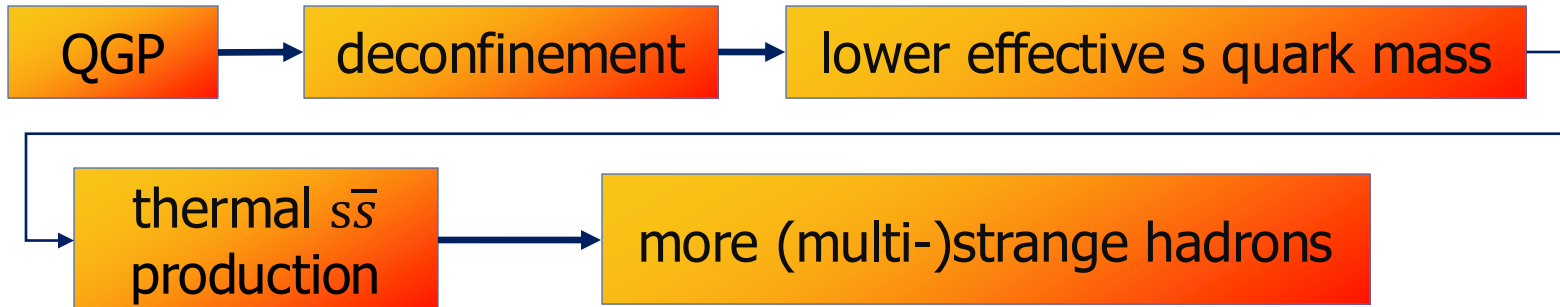 QGP
deconfinement
lower effective s quark mass
thermal ss̅
production
more (multi-)strange hadrons